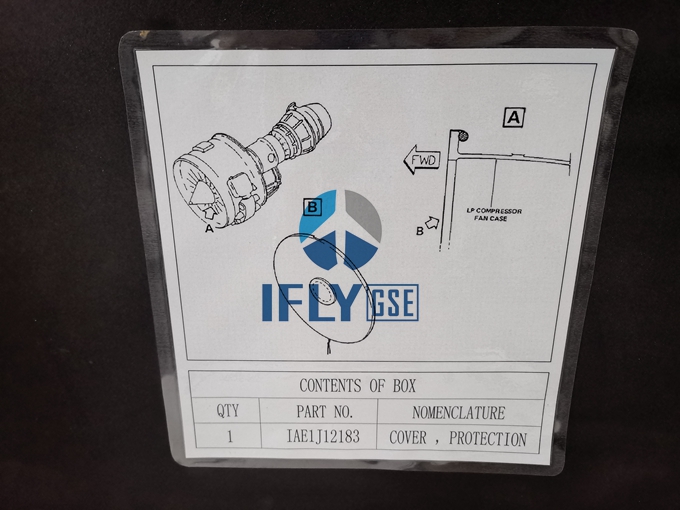 A
FWD
LP COMPRESSOR
FAN CASE
B
A
B
IFLY GSE
CONTENTS OF BOX
QTY PART NO. NOMENCLATURE
1 IAE1J12183 COVER , PROTECTION